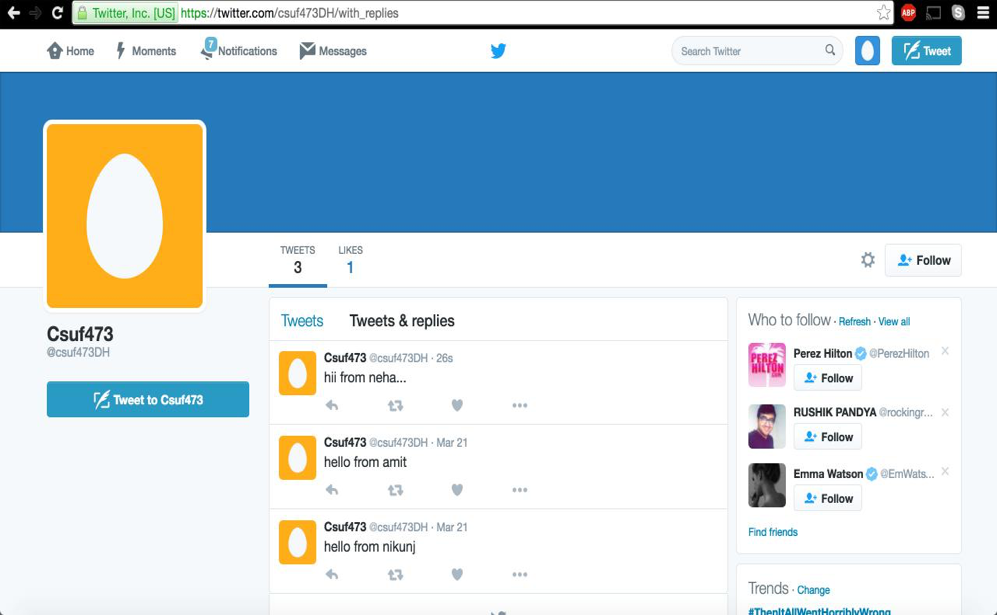 Twitter, Inc. [US] https://twitter.com/csuf473DH/with_replies
ABP
S
Home Moments 7 Notifications Messages Search Twitter Tweet
TWEETS LIKES
3 1
Follow
Csuf473
@csuf473DH
Tweet to Csuf473
Tweets Tweets & replies
Csuf473 @csuf473DH · 26s
hii from neha...
Csuf473 @csuf473DH · Mar 21
hello from amit
Csuf473 @csuf473DH · Mar 21
hello from nikunj
Who to follow · Refresh · View all
PEREZ
HILTON
Perez Hilton @PerezHilton
Follow
RUSHIK PANDYA @rockingr...
Follow
Emma Watson @EmWats...
Follow
Find friends
Trends · Change
#ThenItAllWentHorriblyWrong